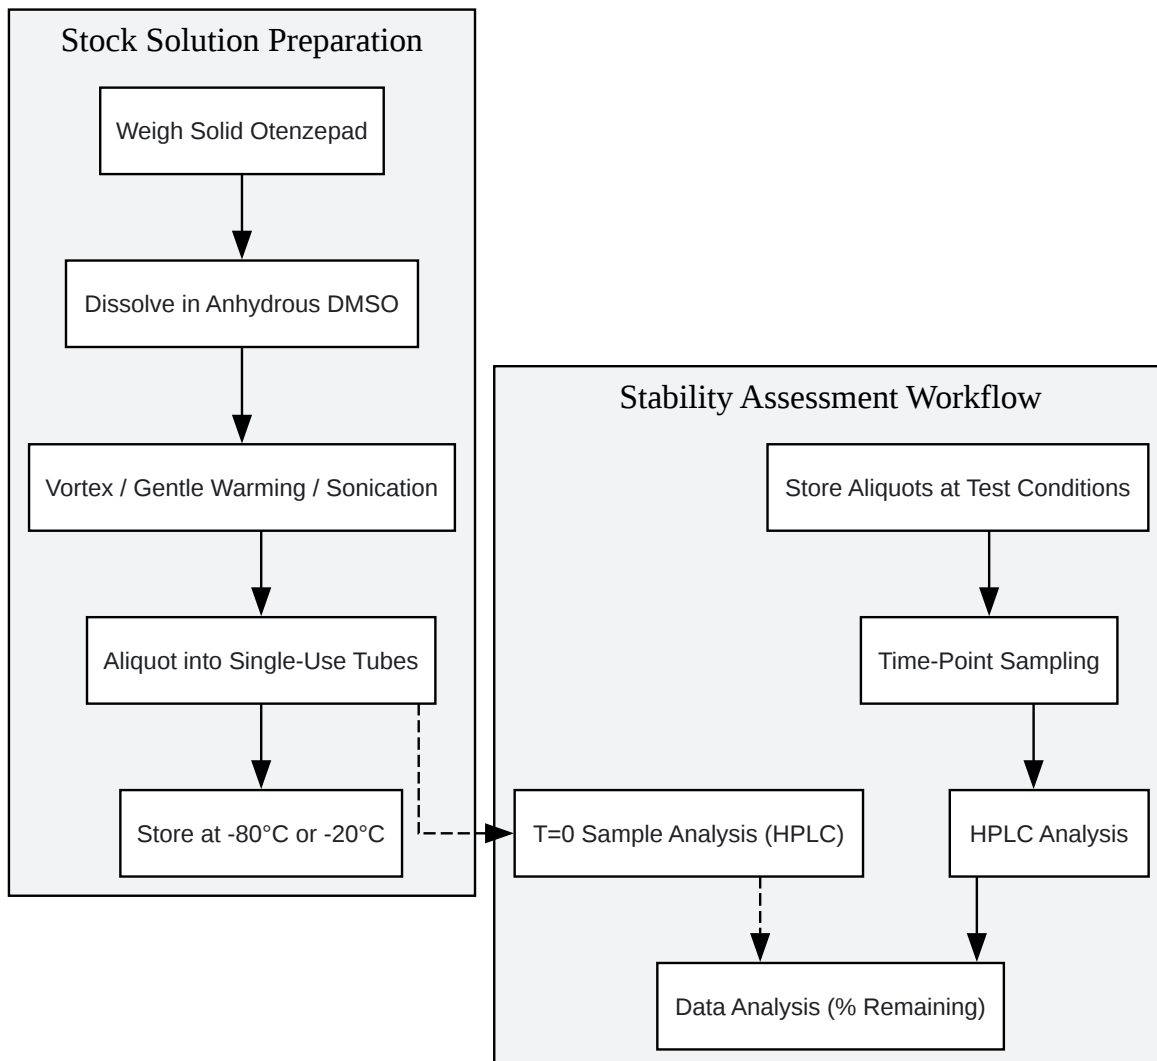 Stock Solution Preparation
Weigh Solid Otenzepad
Dissolve in Anhydrous DMSO
Vortex / Gentle Warming / Sonication
Aliquot into Single-Use Tubes
Store at -80°C or -20°C
Stability Assessment Workflow
Store Aliquots at Test Conditions
Time-Point Sampling
T=0 Sample Analysis (HPLC)
HPLC Analysis
Data Analysis (% Remaining)